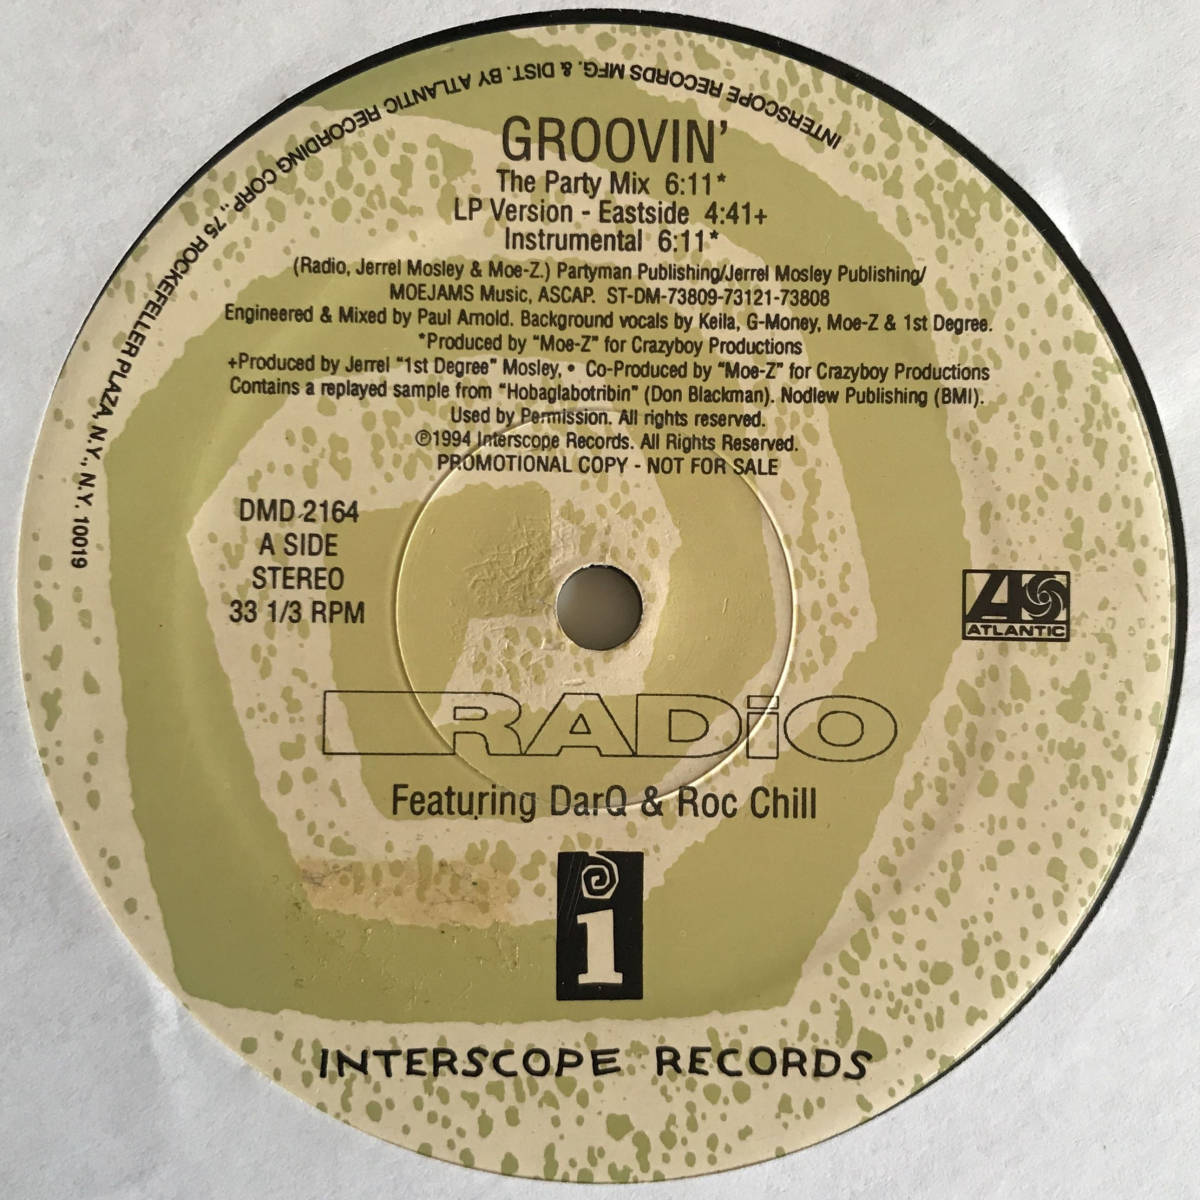 INTERSCOPE RECORDS MFG. & DIST. BY ATLANTIC RECORDING CORP., 75 ROCKEFELLER PLAZA, N.Y., N.Y. 10019
GROOVIN'
The Party Mix 6:11*
LP Version - Eastside 4:41+
Instrumental 6:11*
(Radio, Jerrel Mosley & Moe-Z.) Partyman Publishing/Jerrel Mosley Publishing/
MOEJAMS Music, ASCAP. ST-DM-73809-73121-73808
Engineered & Mixed by Paul Arnold. Background vocals by Keila, G-Money, Moe-Z & 1st Degree.
*Produced by "Moe-Z" for Crazyboy Productions
+Produced by Jerrel "1st Degree" Mosley, • Co-Produced by "Moe-Z" for Crazyboy Productions
Contains a replayed sample from "Hobaglabotribin" (Don Blackman). Nodlew Publishing (BMI).
Used by Permission. All rights reserved.
℗1994 Interscope Records. All Rights Reserved.
PROMOTIONAL COPY - NOT FOR SALE
DMD 2164
A SIDE
STEREO
33 1/3 RPM
A
ATLANTIC
RADiO
Featuring DarQ & Roc Chill
i
INTERSCOPE RECORDS